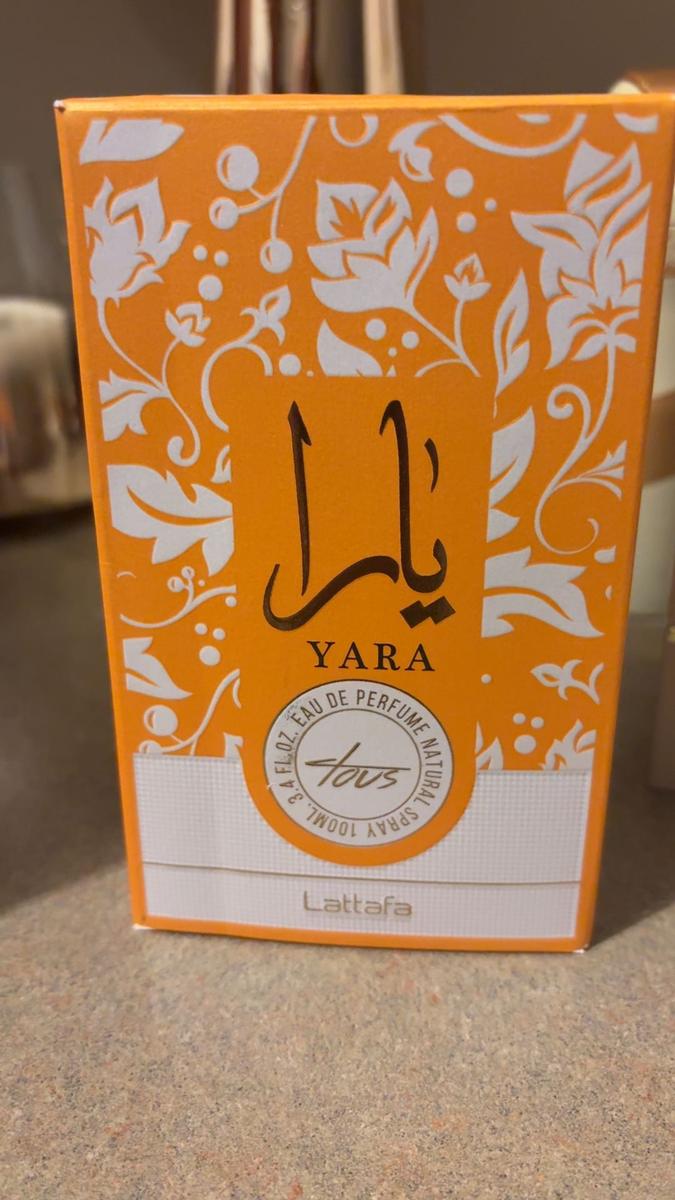 يارا
YARA
EAU DE PERFUME NATURAL SPRAY 100ML. 3.4 FL.OZ.
tous
Lattafa